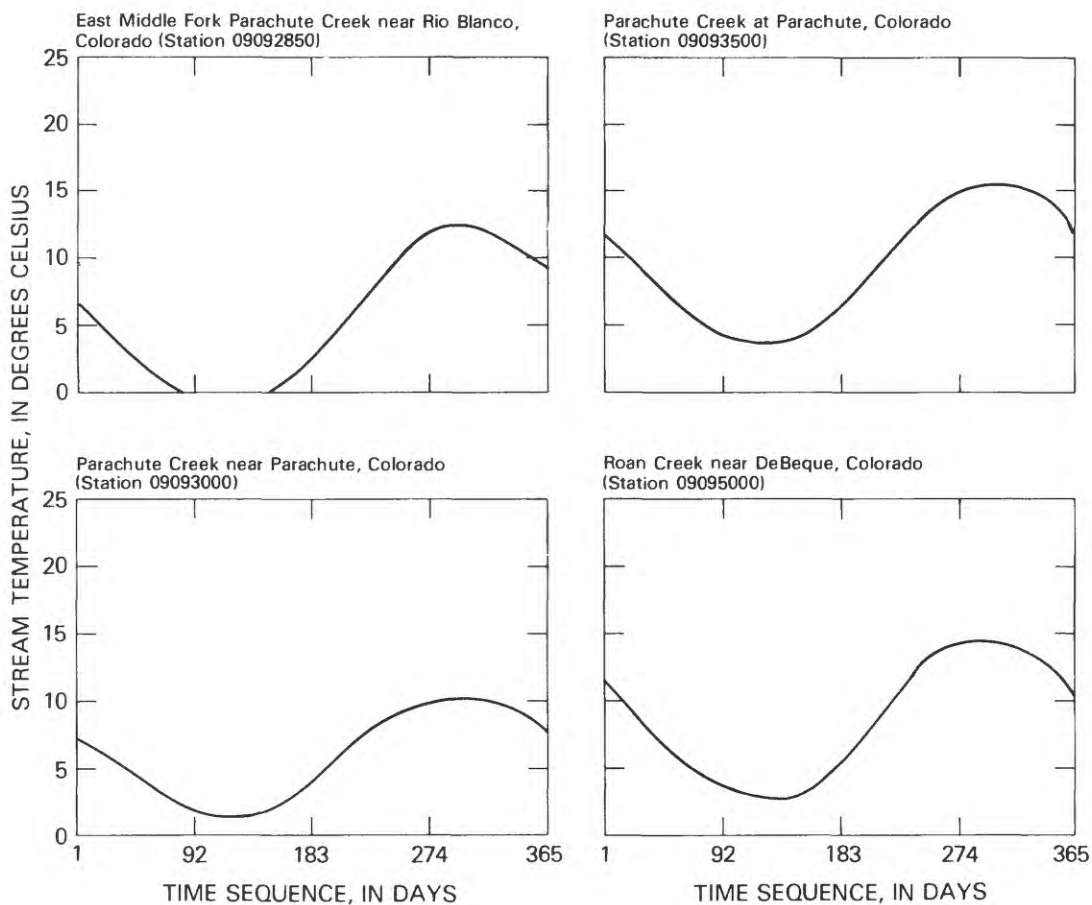 East Middle Fork Parachute Creek near Rio Blanco,
Colorado (Station 09092850)
25
20
15
10
5
0
Parachute Creek at Parachute, Colorado
(Station 09093500)
STREAM TEMPERATURE, IN DEGREES CELSIUS
Parachute Creek near Parachute, Colorado
(Station 09093000)
25
20
15
10
5
0
1 92 183 274 365
TIME SEQUENCE, IN DAYS
Roan Creek near DeBeque, Colorado
(Station 09095000)
1 92 183 274 365
TIME SEQUENCE, IN DAYS